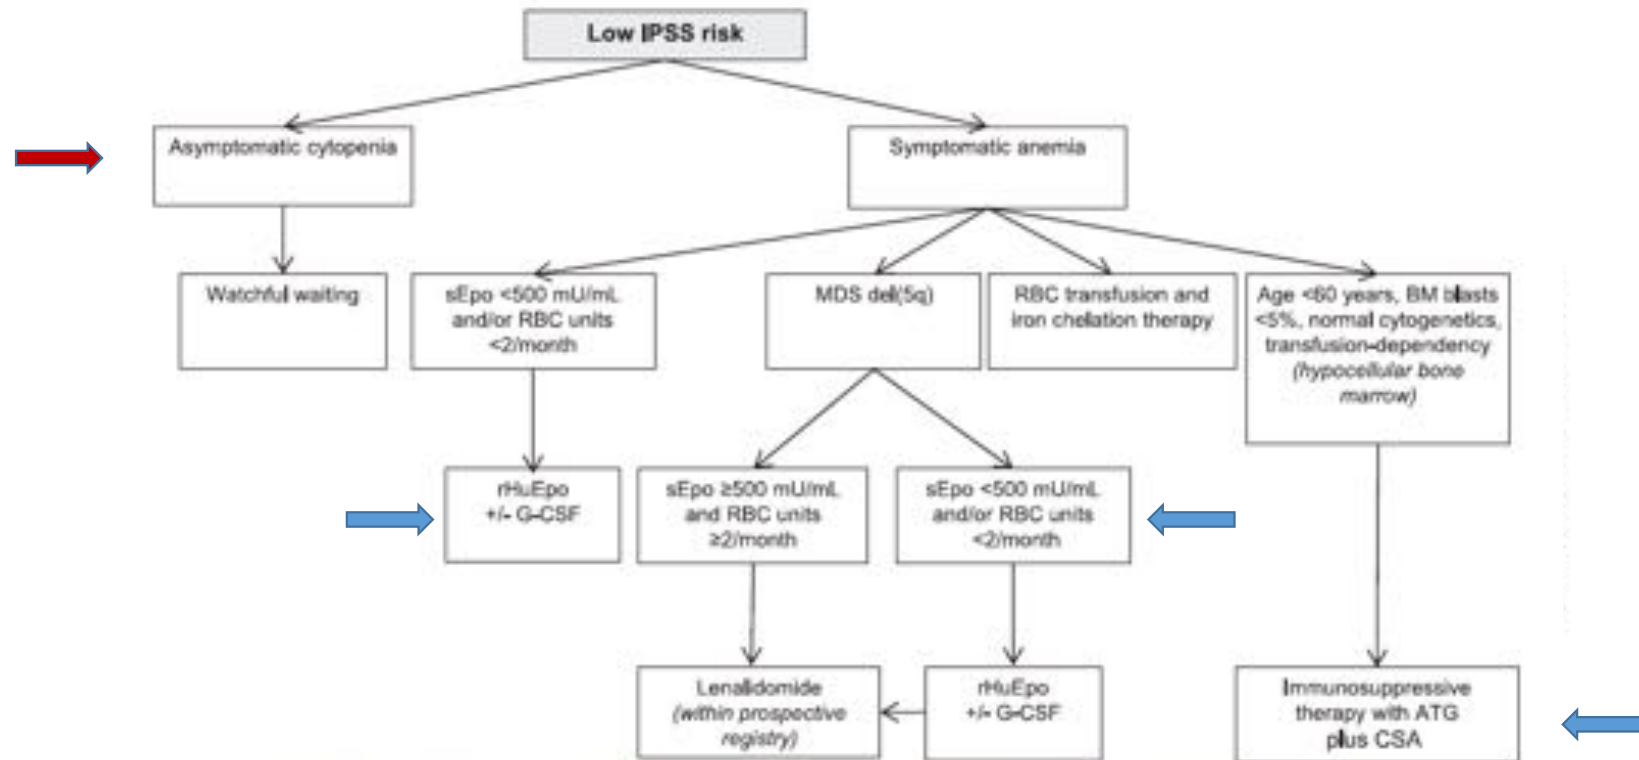 Low IPSS risk
Asymptomatic cytopenia
Symptomatic anemia
Watchful waiting
sEpo <500 mU/mL
and/or RBC units
<2/month
MDS del(5q)
RBC transfusion and
iron chelation therapy
Age <60 years, BM blasts
<5%, normal cytogenetics,
transfusion-dependency
(hypocellular bone
marrow)
rHuEpo
+/- G-CSF
sEpo ≥500 mU/mL
and RBC units
≥2/month
sEpo <500 mU/mL
and/or RBC units
<2/month
Lenalidomide
(within prospective
registry)
rHuEpo
+/- G-CSF
Immunosuppressive
therapy with ATG
plus CSA